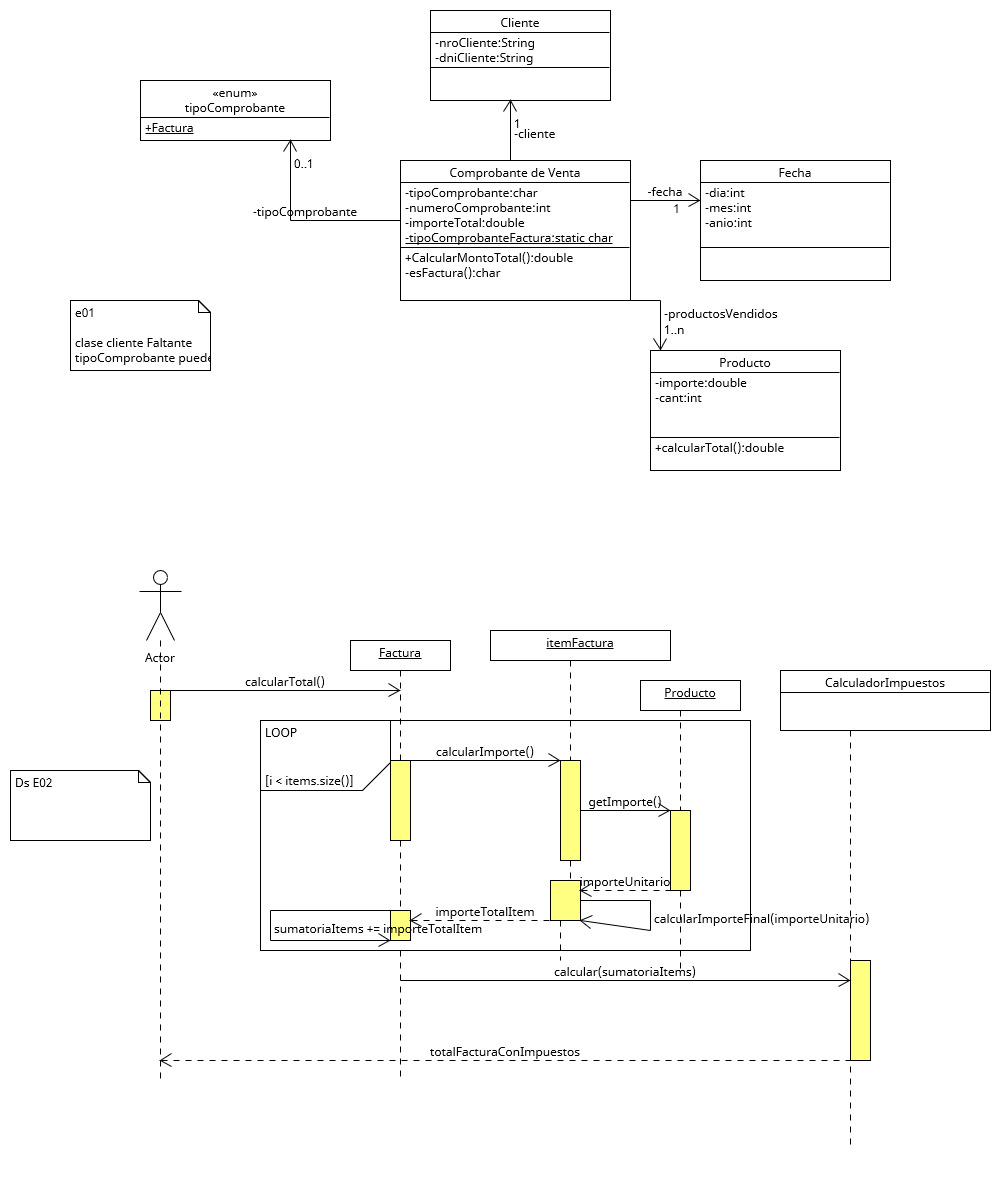 Cliente
-nroCliente:String
-dniCliente:String
«enum»
tipoComprobante
+Factura
1
-cliente
0..1
-tipoComprobante
Comprobante de Venta
-tipoComprobante:char
-numeroComprobante:int
-importeTotal:double
-tipoComprobanteFactura:static char
+CalcularMontoTotal():double
-esFactura():char
-fecha
1
Fecha
-dia:int
-mes:int
-anio:int
e01
clase cliente Faltante
tipoComprobante puede
-productosVendidos
1..n
Producto
-importe:double
-cant:int
+calcularTotal():double
Actor
Factura
itemFactura
Producto
CalculadorImpuestos
calcularTotal()
LOOP
[i < items.size()]
calcularImporte()
Ds E02
getImporte()
importeUnitario
importeTotalItem
calcularImporteFinal(importeUnitario)
sumatoriaItems += importeTotalItem
calcular(sumatoriaItems)
totalFacturaConImpuestos